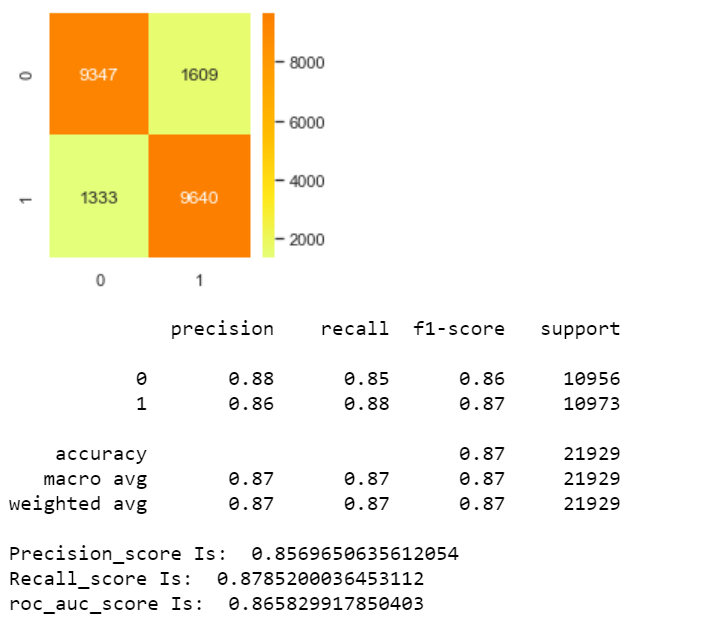 0
9347 1609
8000
6000
4000
1
1333 9640
2000
0 1
precision recall f1-score support
0 0.88 0.85 0.86 10956
1 0.86 0.88 0.87 10973
accuracy 0.87 21929
macro avg 0.87 0.87 0.87 21929
weighted avg 0.87 0.87 0.87 21929
Precision_score Is: 0.8569650635612054
Recall_score Is: 0.8785200036453112
roc_auc_score Is: 0.865829917850403